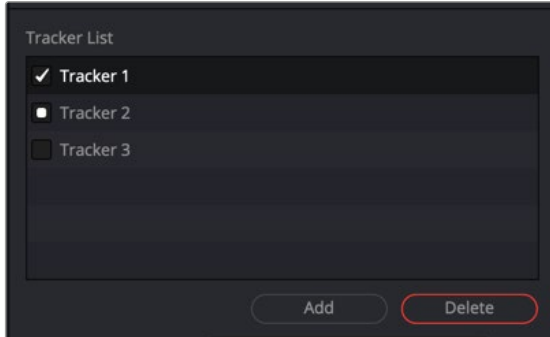 Tracker List
Tracker 1
Tracker 2
Tracker 3
Add Delete